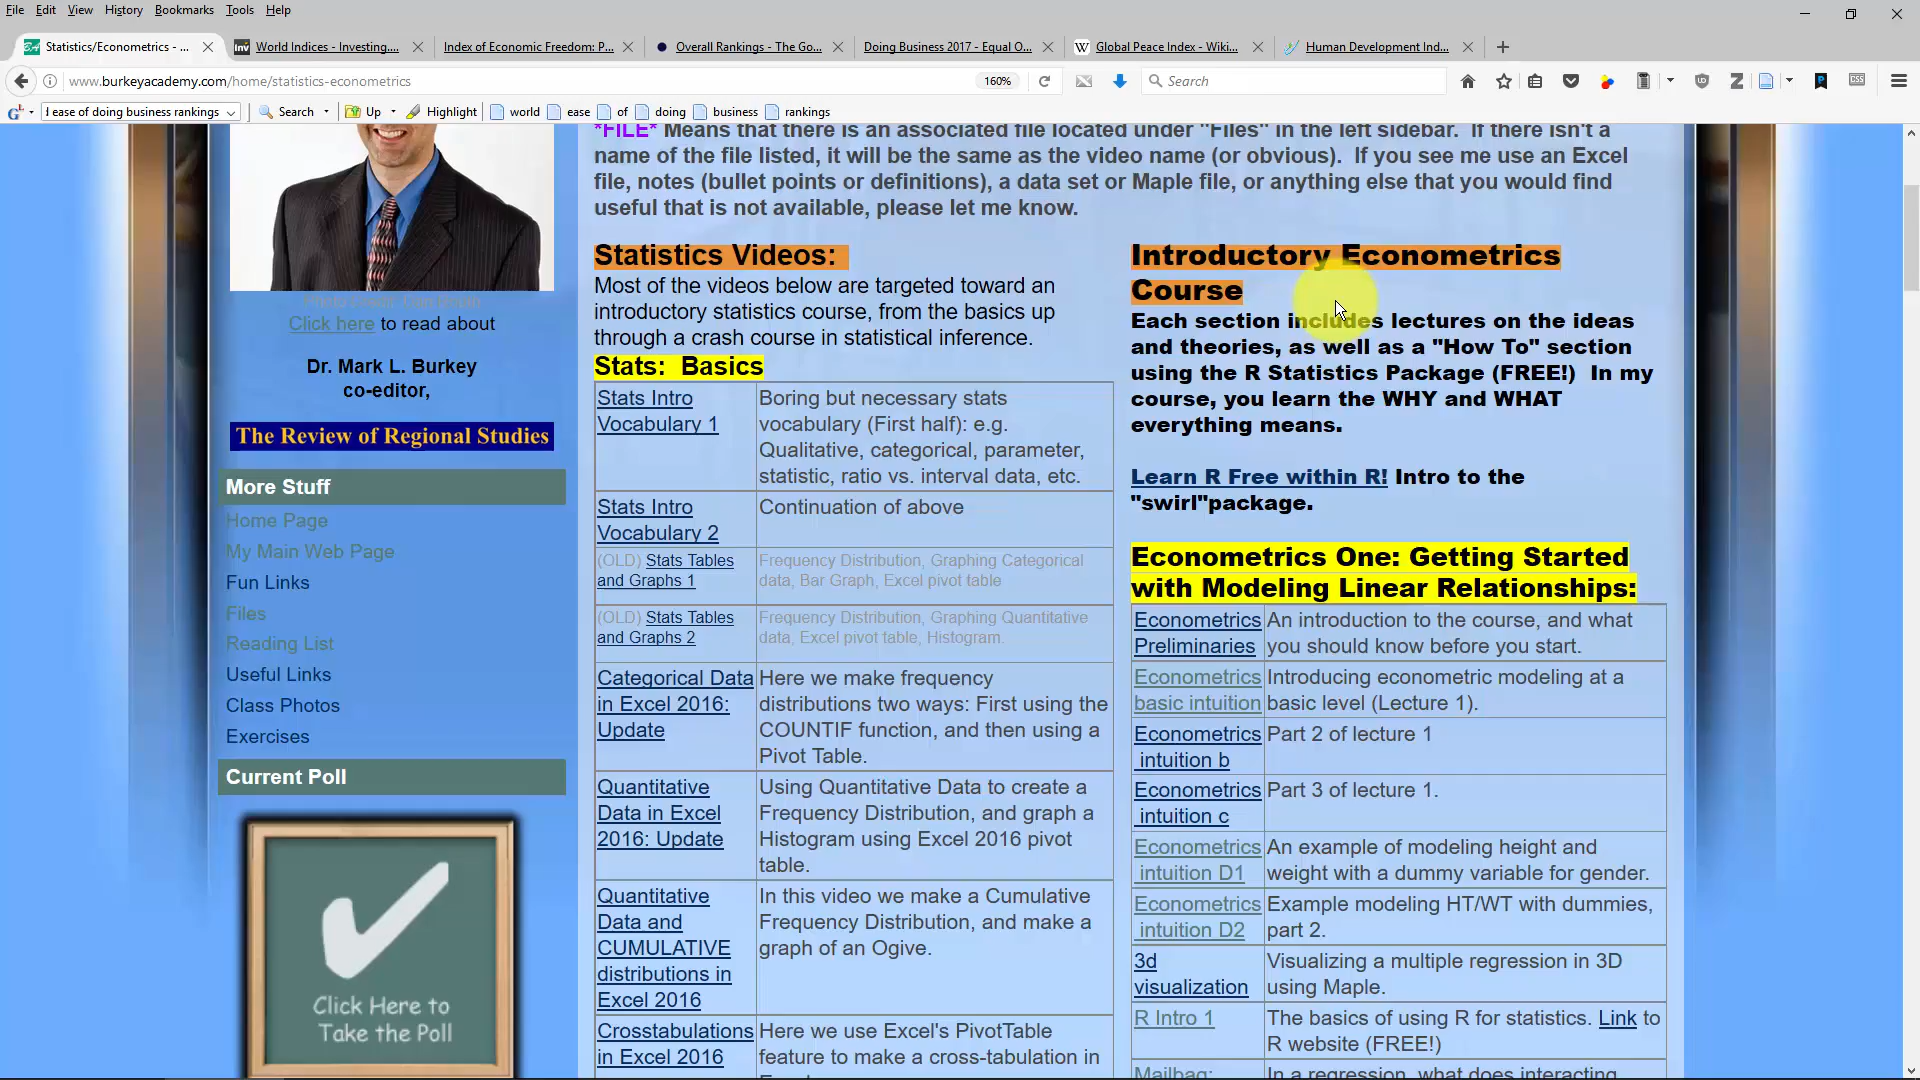 File Edit View History Bookmarks Tools Help
Statistics/Econometrics - ...
World Indices - Investing....
Index of Economic Freedom: P...
Overall Rankings - The Go...
Doing Business 2017 - Equal O...
Global Peace Index - Wiki...
Human Development Ind...
www.burkeyacademy.com/home/statistics-econometrics
160%
Search
l ease of doing business rankings
Search
Up
Highlight
world
ease
of
doing
business
rankings
Click here to read about
Dr. Mark L. Burkey
co-editor,
The Review of Regional Studies
More Stuff
Home Page
My Main Web Page
Fun Links
Files
Reading List
Useful Links
Class Photos
Exercises
Current Poll
Click Here to
Take the Poll
*FILE* Means that there is an associated file located under "Files" in the left sidebar. If there isn't a
name of the file listed, it will be the same as the video name (or obvious). If you see me use an Excel
file, notes (bullet points or definitions), a data set or Maple file, or anything else that you would find
useful that is not available, please let me know.
Statistics Videos:
Most of the videos below are targeted toward an
introductory statistics course, from the basics up
through a crash course in statistical inference.
Stats: Basics
Stats Intro
Vocabulary 1
Boring but necessary stats
vocabulary (First half): e.g.
Qualitative, categorical, parameter,
statistic, ratio vs. interval data, etc.
Stats Intro
Vocabulary 2
Continuation of above
(OLD) Stats Tables
and Graphs 1
Frequency Distribution, Graphing Categorical
data, Bar Graph, Excel pivot table
(OLD) Stats Tables
and Graphs 2
Frequency Distribution, Graphing Quantitative
data, Excel pivot table, Histogram.
Categorical Data
in Excel 2016:
Update
Here we make frequency
distributions two ways: First using the
COUNTIF function, and then using a
Pivot Table.
Quantitative
Data in Excel
2016: Update
Using Quantitative Data to create a
Frequency Distribution, and graph a
Histogram using Excel 2016 pivot
table.
Quantitative
Data and
CUMULATIVE
distributions in
Excel 2016
In this video we make a Cumulative
Frequency Distribution, and make a
graph of an Ogive.
Crosstabulations
in Excel 2016
Here we use Excel's PivotTable
feature to make a cross-tabulation in
Introductory Econometrics
Course
Each section includes lectures on the ideas
and theories, as well as a "How To" section
using the R Statistics Package (FREE!) In my
course, you learn the WHY and WHAT
everything means.
Learn R Free within R! Intro to the
"swirl"package.
Econometrics One: Getting Started
with Modeling Linear Relationships:
Econometrics
Preliminaries
An introduction to the course, and what
you should know before you start.
Econometrics
basic intuition
Introducing econometric modeling at a
basic level (Lecture 1).
Econometrics
intuition b
Part 2 of lecture 1
Econometrics
intuition c
Part 3 of lecture 1.
Econometrics
intuition D1
An example of modeling height and
weight with a dummy variable for gender.
Econometrics
intuition D2
Example modeling HT/WT with dummies,
part 2.
3d
visualization
Visualizing a multiple regression in 3D
using Maple.
R Intro 1
The basics of using R for statistics. Link to
R website (FREE!)
Mailbag:
In a regression, what does interacting